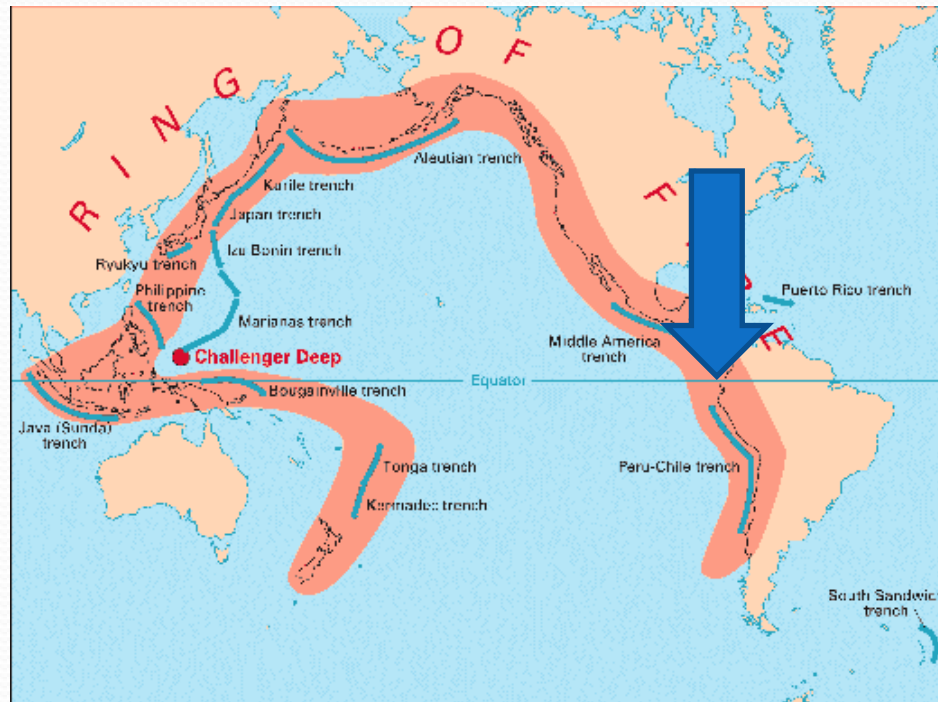 RING OF F E
Aleutian trench
Kurile trench
Japan trench
Izu Bonin trench
Ryukyu trench
Philippine
trench
Puerto Rico trench
Marianas trench
Middle America
trench
Challenger Deep
Equator
Bougainville trench
Java (Sunda)
trench
Tonga trench
Peru-Chile trench
Kermadec trench
South Sandwich
trench